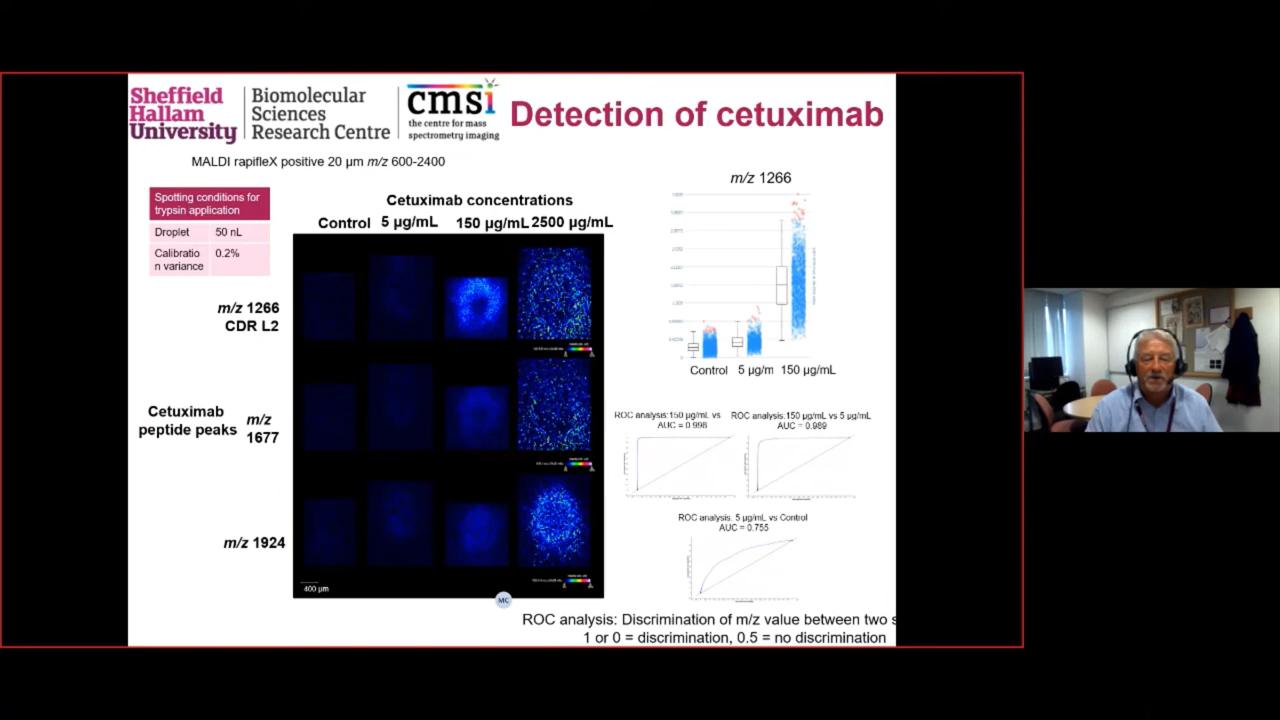 Sheffield
Hallam
University
Biomolecular
Sciences
Research Centre
cmsi
the centre for mass
spectrometry imaging
Detection of cetuximab
MALDI rapifleX positive 20 µm m/z 600-2400
Spotting conditions for
trypsin application
Droplet 50 nL
Calibratio
n variance 0.2%
Cetuximab concentrations
Control 5 µg/mL 150 µg/mL 2500 µg/mL
m/z 1266
CDR L2
Cetuximab
peptide peaks
m/z
1677
m/z 1924
400 µm
MC
m/z 1266
Control 5 µg/m 150 µg/mL
ROC analysis:150 µg/mL vs
AUC = 0.998
ROC analysis:150 µg/mL vs 5 µg/mL
AUC = 0.989
ROC analysis: 5 µg/mL vs Control
AUC = 0.755
ROC analysis: Discrimination of m/z value between two s
1 or 0 = discrimination, 0.5 = no discrimination